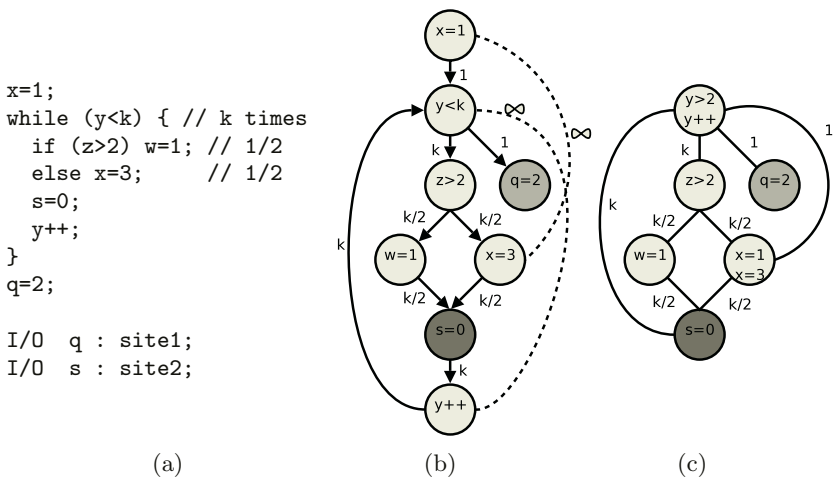 x=1;
while (y<k) { // k times
if (z>2) w=1; // 1/2
else x=3; // 1/2
s=0;
y++;
}
q=2;
I/O q : site1;
I/O s : site2;
(a)
x=1
1
∞
∞
y<k
k
1
z>2
q=2
k/2
k/2
k
w=1
x=3
k/2
k/2
s=0
k
y++
(b)
y>2
y++
1
k
1
z>2
q=2
k
k/2
k/2
w=1
x=1
x=3
k/2
k/2
s=0
(c)